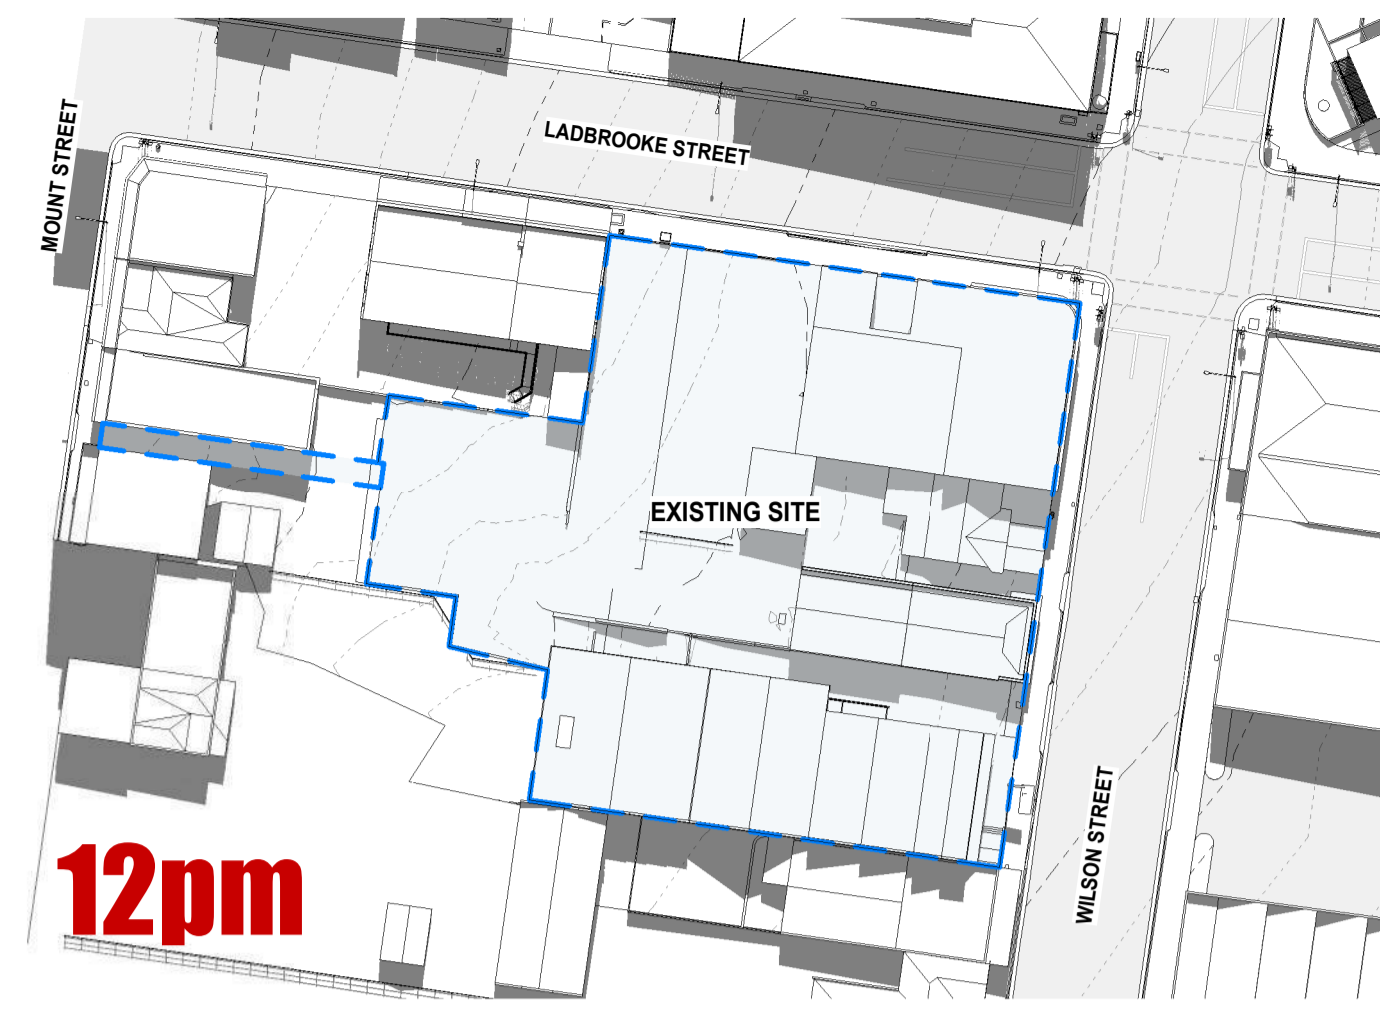 LADBROOKE STREET
MOUNT STREET
EXISTING SITE
WILSON STREET
12pm